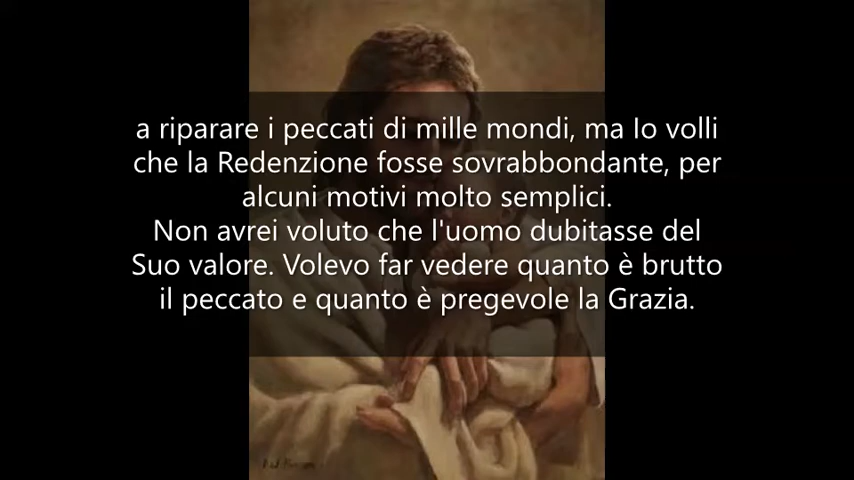 a riparare i peccati di mille mondi, ma Io volli
che la Redenzione fosse sovrabbondante, per
alcuni motivi molto semplici.
Non avrei voluto che l'uomo dubitasse del
Suo valore. Volevo far vedere quanto è brutto
il peccato e quanto è pregevole la Grazia.